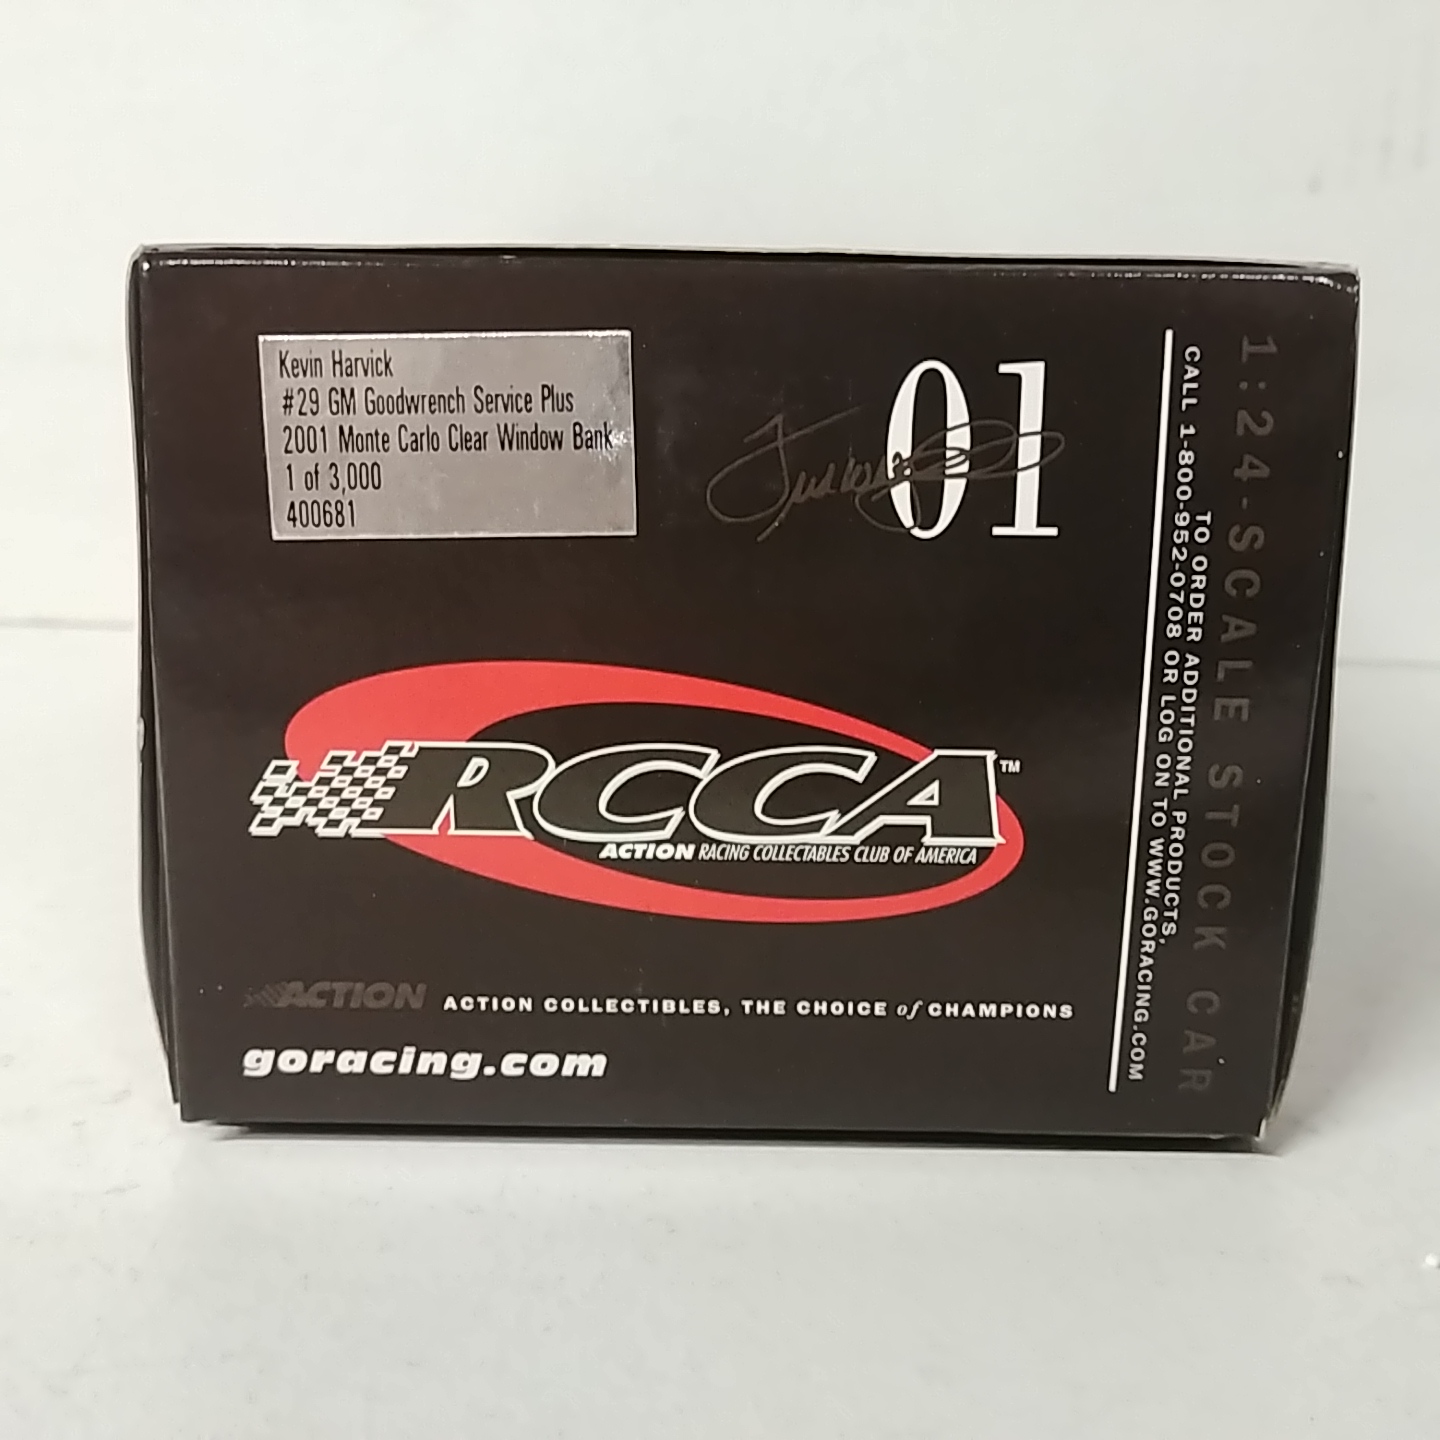 Kevin Harvick
#29 GM Goodwrench Service Plus
2001 Monte Carlo Clear Window Bank
1 of 3,000
400681
01
RCCA™
ACTION RACING COLLECTABLES CLUB OF AMERICA
ACTION
ACTION COLLECTIBLES, THE CHOICE of CHAMPIONS
goracing.com
1:24-SCALE STOCK CAR
TO ORDER ADDITIONAL PRODUCTS,
CALL 1-800-952-0708 OR LOG ON TO WWW.GORACING.COM